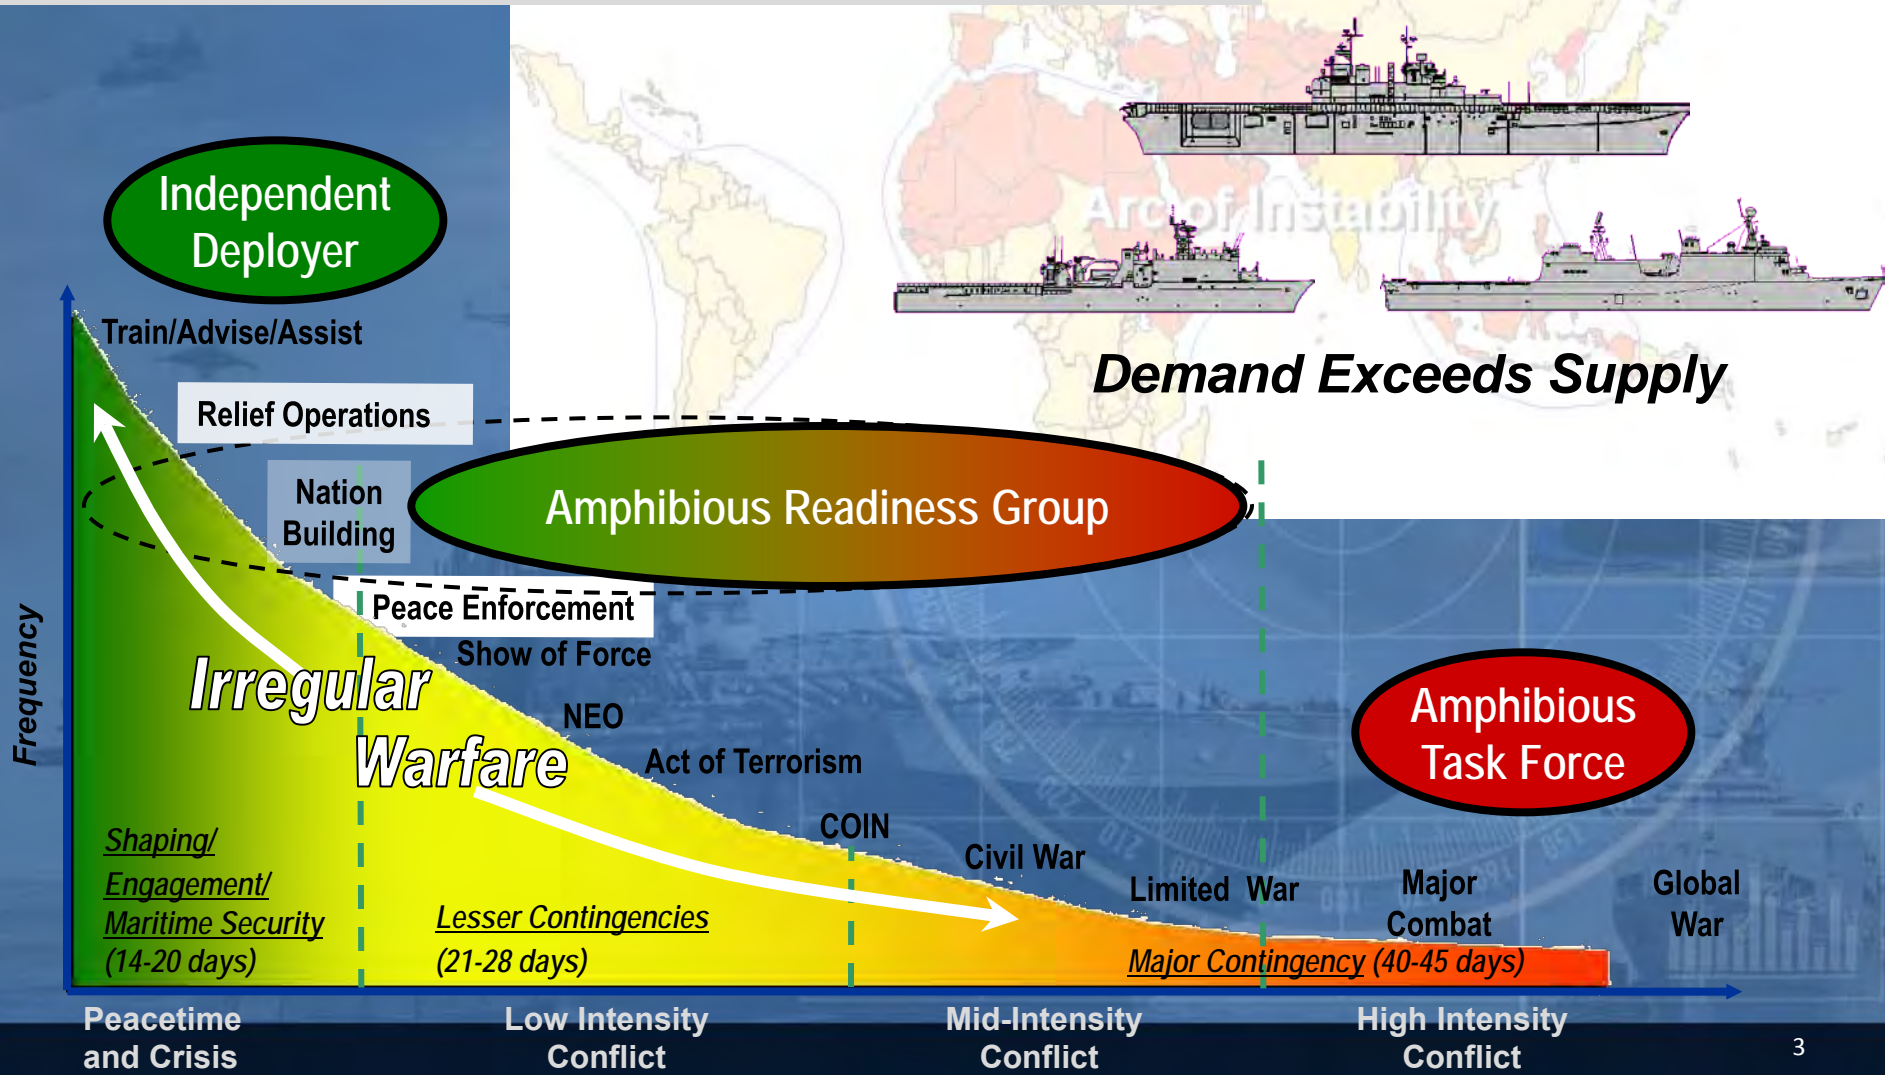 Arc of Instability
Demand Exceeds Supply
Independent
Deployer
Train/Advise/Assist
Relief Operations
Nation
Building
Amphibious Readiness Group
Peace Enforcement
Show of Force
NEO
Act of Terrorism
COIN
Civil War
Limited War
Major
Combat
Global
War
Amphibious
Task Force
Irregular
Warfare
Frequency
Shaping/
Engagement/
Maritime Security
(14-20 days)
Lesser Contingencies
(21-28 days)
Major Contingency (40-45 days)
Peacetime
and Crisis
Low Intensity
Conflict
Mid-Intensity
Conflict
High Intensity
Conflict
3